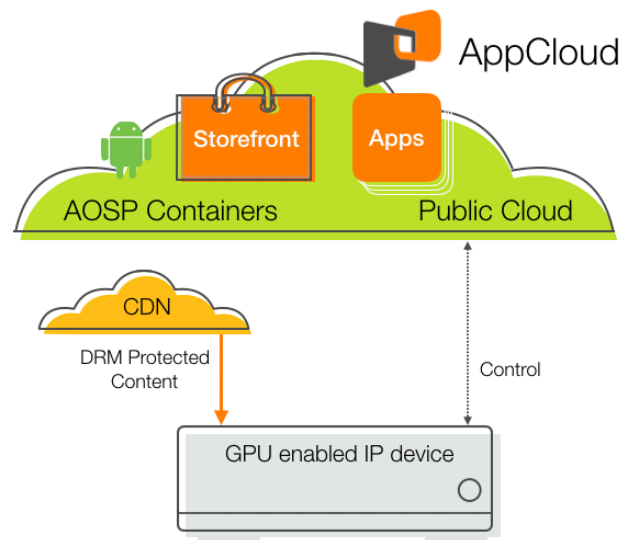 AppCloud
Storefront
Apps
AOSP Containers
Public Cloud
CDN
DRM Protected
Content
Control
GPU enabled IP device